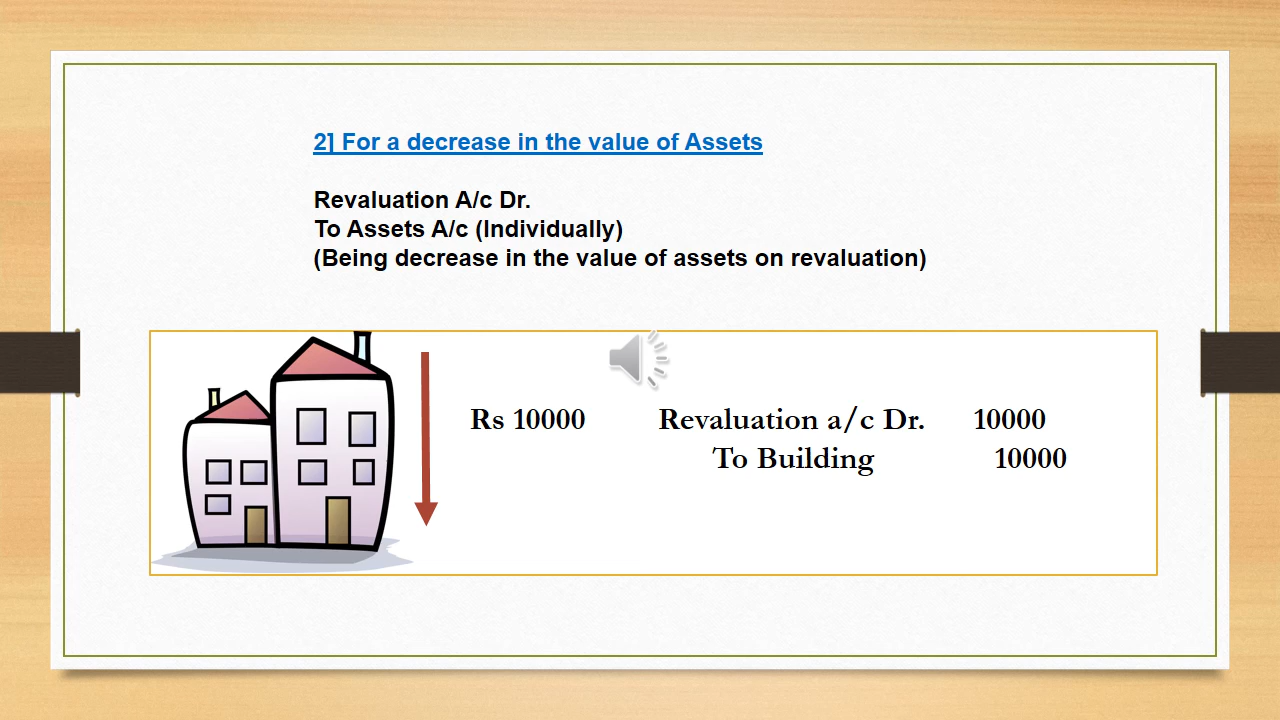 2] For a decrease in the value of Assets
Revaluation A/c Dr.
To Assets A/c (Individually)
(Being decrease in the value of assets on revaluation)
Rs 10000 Revaluation a/c Dr. 10000
To Building 10000